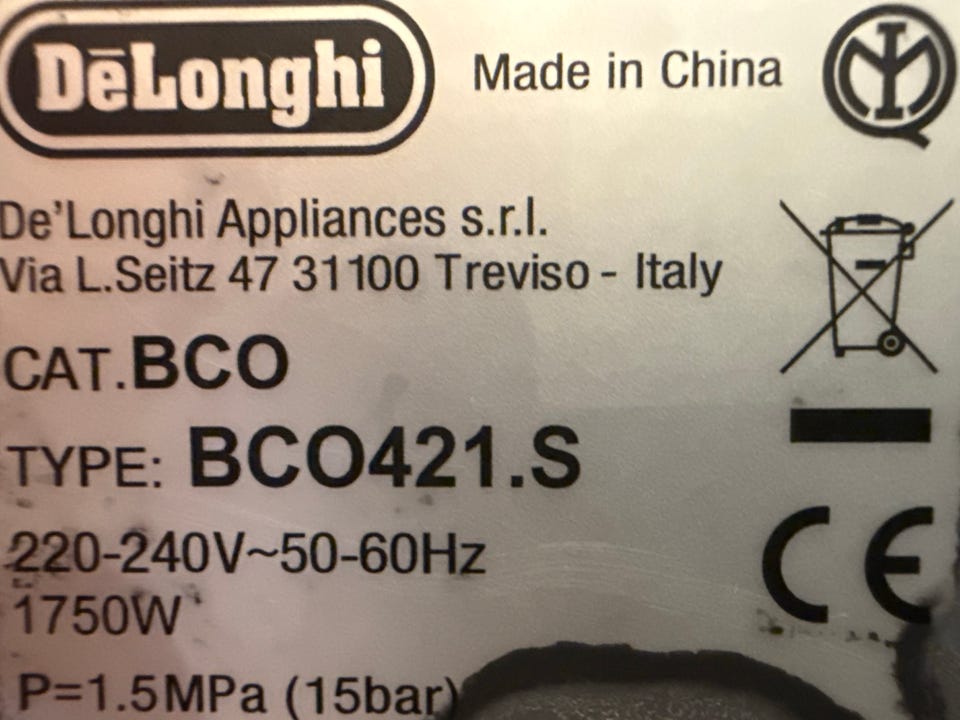 DeLonghi
Made in China
De'Longhi Appliances s.r.l.
Via L.Seitz 47 31100 Treviso - Italy
CAT.BCO
TYPE: BCO421.S
220-240V~50-60Hz
1750W
P=1.5MPa (15bar)
CE